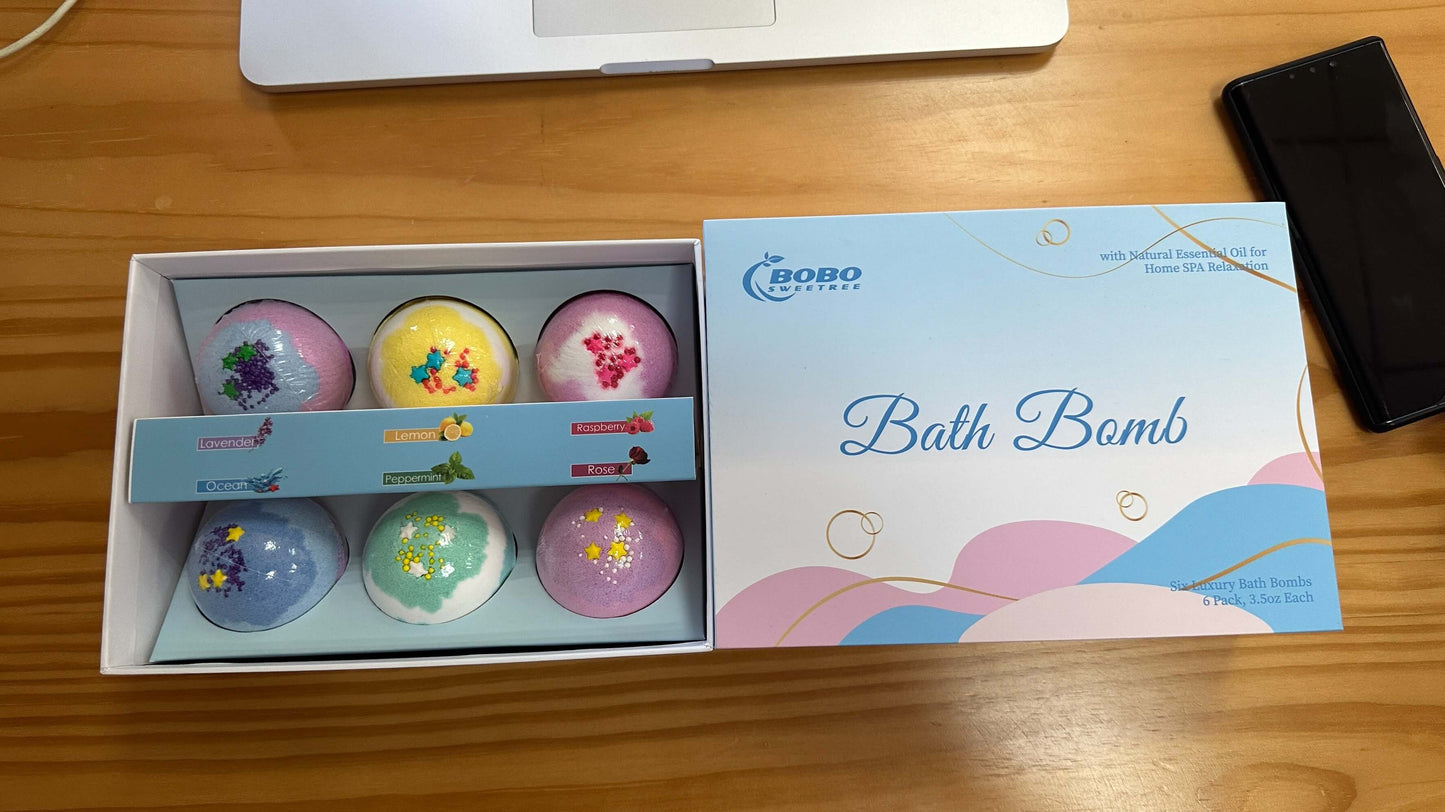 Lavender
Lemon
Raspberry
Ocean
Peppermint
Rose
BOBO
SWEETREE
with Natural Essential Oil for
Home SPA Relaxation
Bath Bomb
Six Luxury Bath Bombs
6 Pack, 3.5oz Each